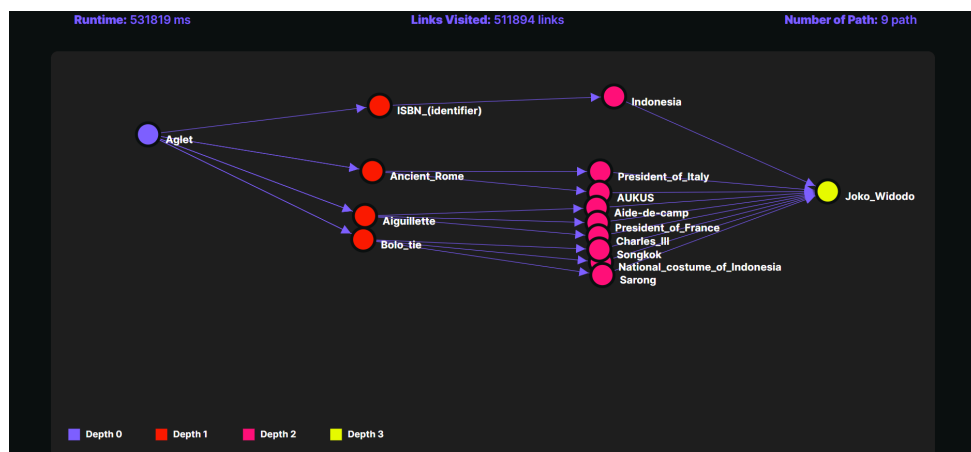 Runtime: 531819 ms
Links Visited: 511894 links
Number of Path: 9 path
Indonesia
ISBN_(identifier)
Aglet
Ancient_Rome
President_of_Italy
AUKUS
Joko_Widodo
Aide-de-camp
Aiguillette
President_of_France
Charles_III
Bolo_tie
Songkok
National_costume_of_Indonesia
Sarong
Depth 0
Depth 1
Depth 2
Depth 3